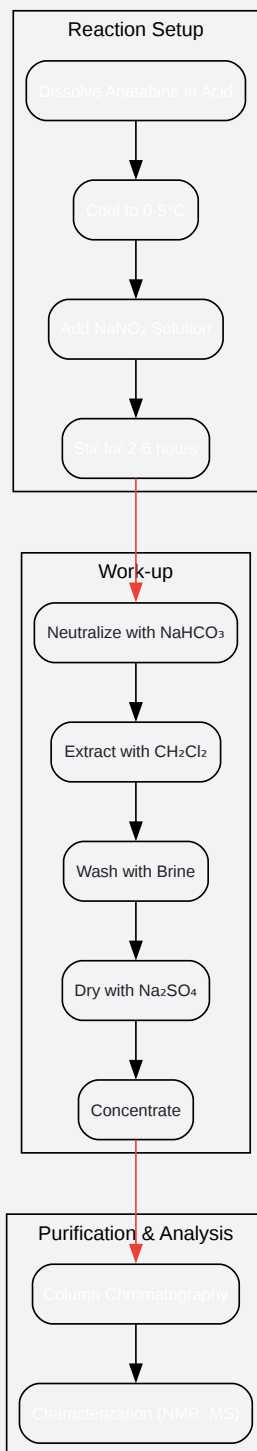 Reaction Setup
Dissolve Anatabine in Acid
Cool to 0-5°C
Add NaNO₂ Solution
Stir for 2-6 hours
Work-up
Neutralize with NaHCO₃
Extract with CH₂Cl₂
Wash with Brine
Dry with Na₂SO₄
Concentrate
Purification & Analysis
Column Chromatography
Characterization (NMR, MS)